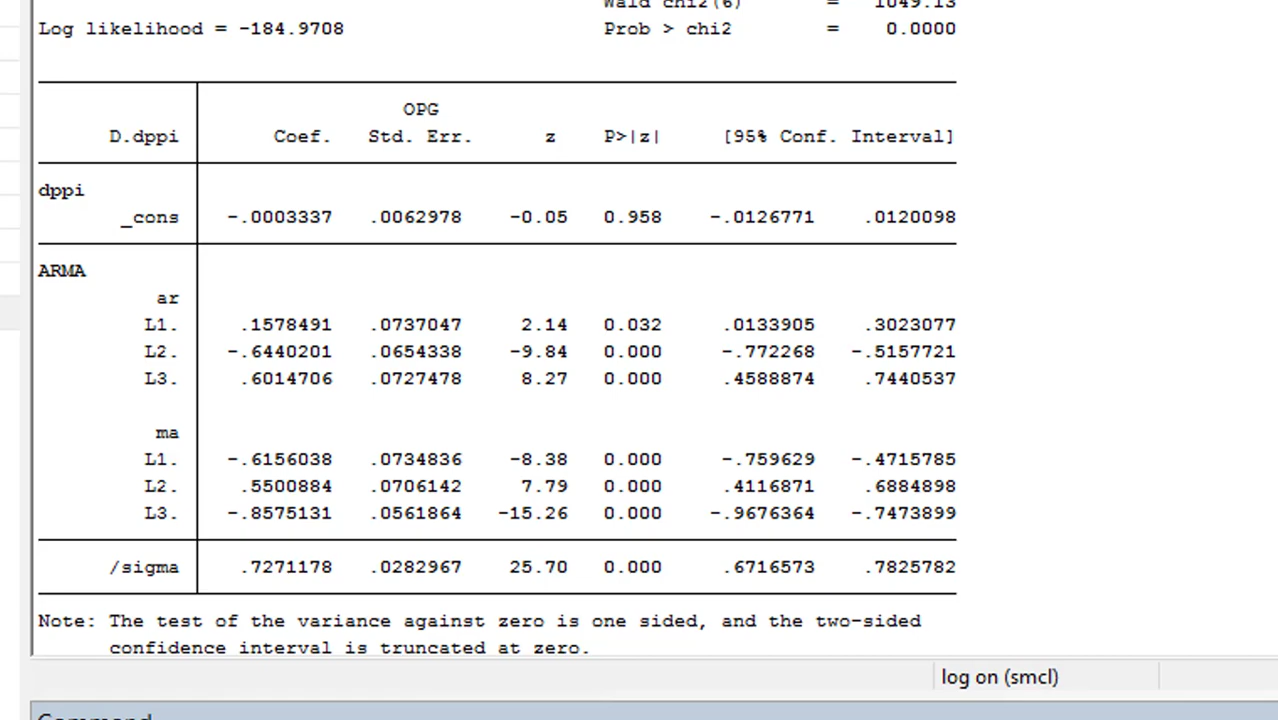 Wald chi2(6) = 1049.13
Log likelihood = -184.9708 Prob > chi2 = 0.0000
OPG
D.dppi Coef. Std. Err. z P>|z| [95% Conf. Interval]
dppi
_cons -.0003337 .0062978 -0.05 0.958 -.0126771 .0120098
ARMA
ar
L1. .1578491 .0737047 2.14 0.032 .0133905 .3023077
L2. -.6440201 .0654338 -9.84 0.000 -.772268 -.5157721
L3. .6014706 .0727478 8.27 0.000 .4588874 .7440537
ma
L1. -.6156038 .0734836 -8.38 0.000 -.759629 -.4715785
L2. .5500884 .0706142 7.79 0.000 .4116871 .6884898
L3. -.8575131 .0561864 -15.26 0.000 -.9676364 -.7473899
/sigma .7271178 .0282967 25.70 0.000 .6716573 .7825782
Note: The test of the variance against zero is one sided, and the two-sided
confidence interval is truncated at zero.
log on (smcl)
Command